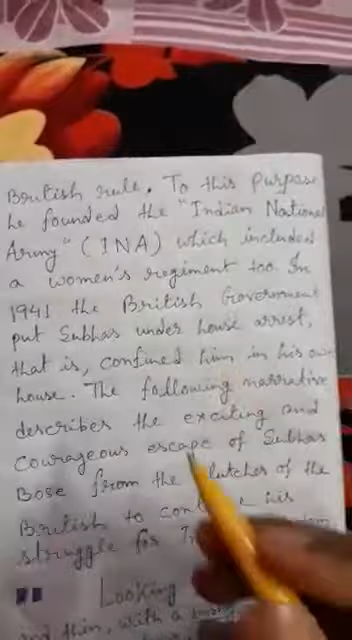 British rule. To this purpose
he founded the "Indian National
Army" (INA) which included
a women's regiment too. In
1941 the British Government
put Subhas under house arrest,
that is, confined him in his own
house. The following narrative
describes the exciting and
courageous escape of Subhas
Bose from the clutches of the
British to his
struggle for
Looking
and thin, with a